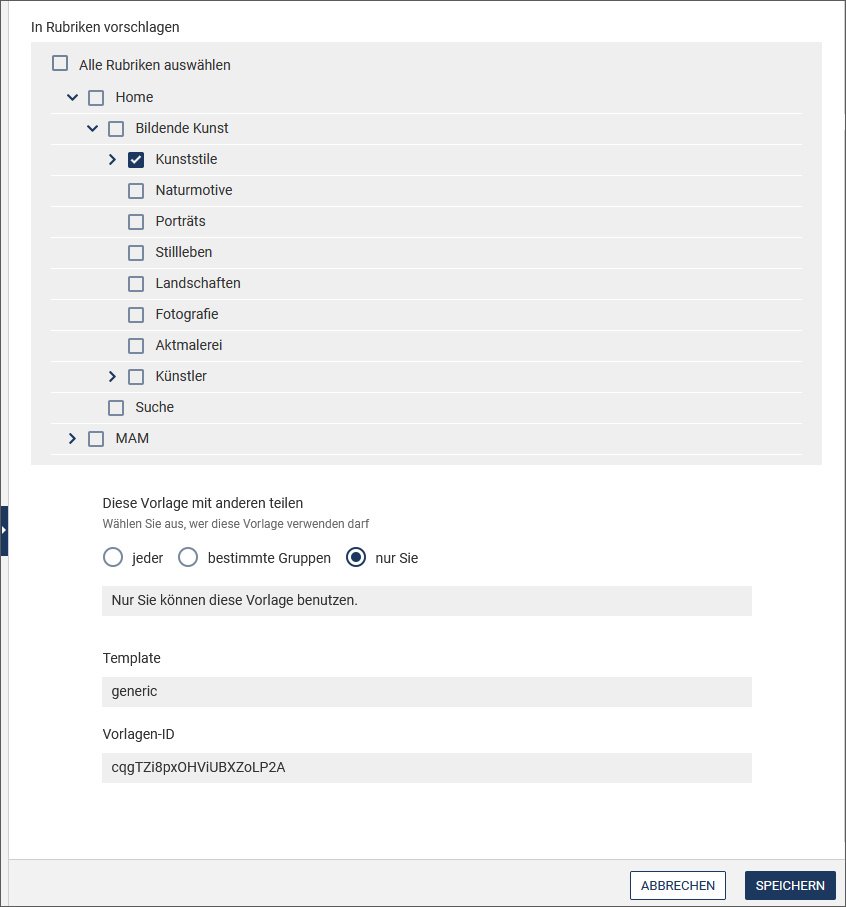 In Rubriken vorschlagen
Alle Rubriken auswählen
Home
Bildende Kunst
Kunststile
Naturmotive
Porträts
Stillleben
Landschaften
Fotografie
Aktmalerei
Künstler
Suche
MAM
Diese Vorlage mit anderen teilen
Wählen Sie aus, wer diese Vorlage verwenden darf
jeder bestimmte Gruppen nur Sie
Nur Sie können diese Vorlage benutzen.
Template
generic
Vorlagen-ID
cqgTZi8pxOHViUBXZoLP2A
ABBRECHEN SPEICHERN